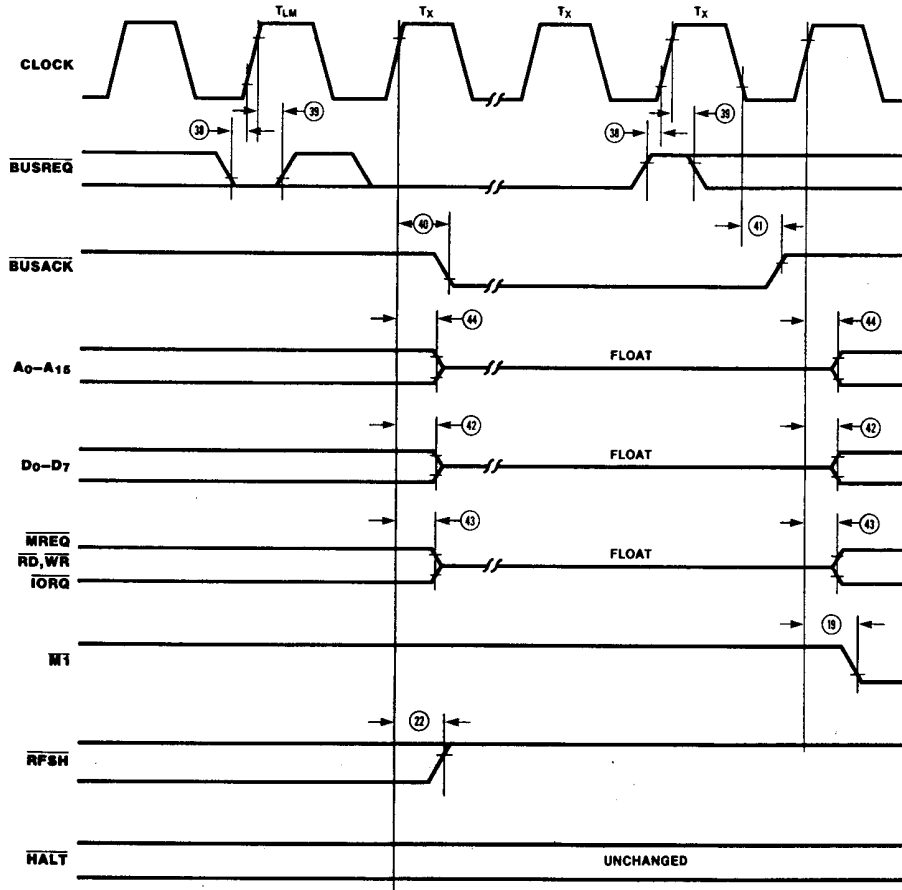 TLM TX TX TX
CLOCK
38 39 38 39
BUSREQ
40 41
BUSACK
44 44
A0–A15 FLOAT
42 42
D0–D7 FLOAT
43 43
MREQ
RD, WR FLOAT
IORQ
19
M1
22
RFSH
HALT UNCHANGED